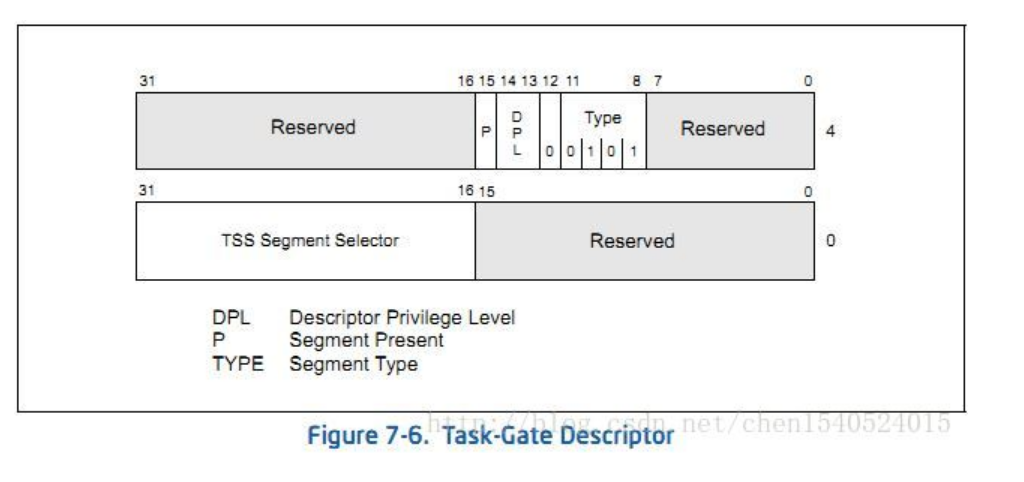 31 16 15 14 13 12 11 8 7 0
Reserved P DPL 0 Type 0 1 0 1 Reserved 4
31 16 15 0
TSS Segment Selector Reserved 0
DPL Descriptor Privilege Level
P Segment Present
TYPE Segment Type
http://blog.csdn.net/chen1540524015
Figure 7-6. Task-Gate Descriptor